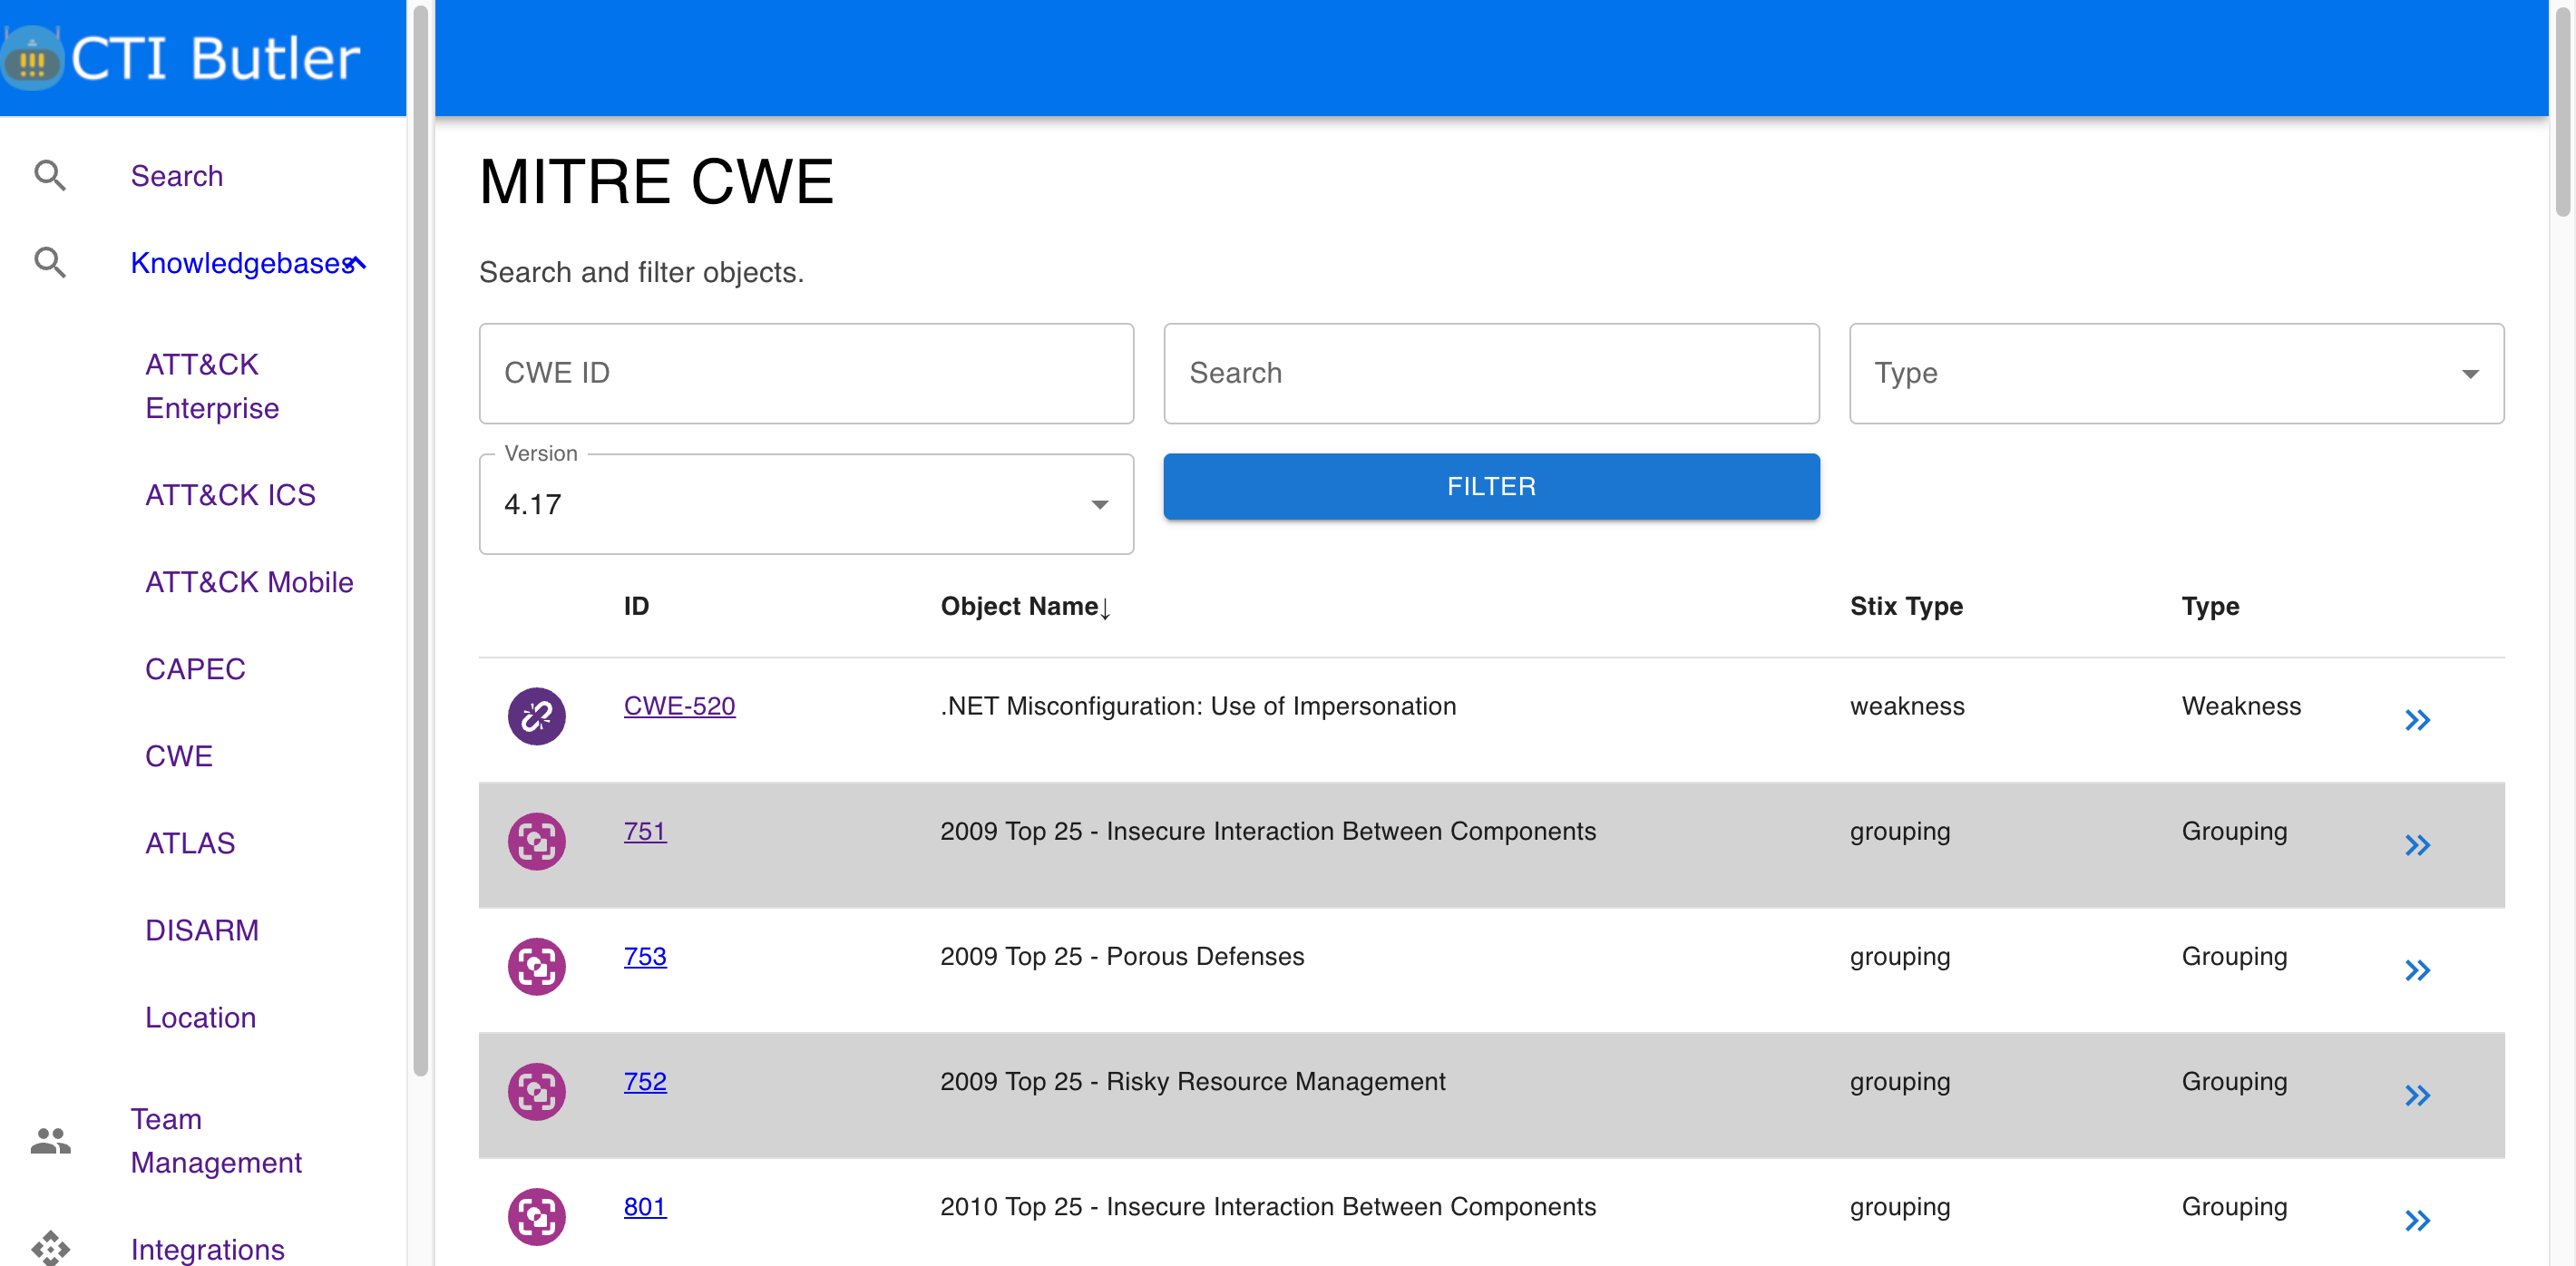 CTI Butler
Search
Knowledgebases
ATT&CK
Enterprise
ATT&CK ICS
ATT&CK Mobile
CAPEC
CWE
ATLAS
DISARM
Location
Team
Management
Integrations
MITRE CWE
Search and filter objects.
CWE ID
Search
Type
Version
4.17
FILTER
ID Object Name↓ Stix Type Type
CWE-520 .NET Misconfiguration: Use of Impersonation weakness Weakness
751 2009 Top 25 - Insecure Interaction Between Components grouping Grouping
753 2009 Top 25 - Porous Defenses grouping Grouping
752 2009 Top 25 - Risky Resource Management grouping Grouping
801 2010 Top 25 - Insecure Interaction Between Components grouping Grouping